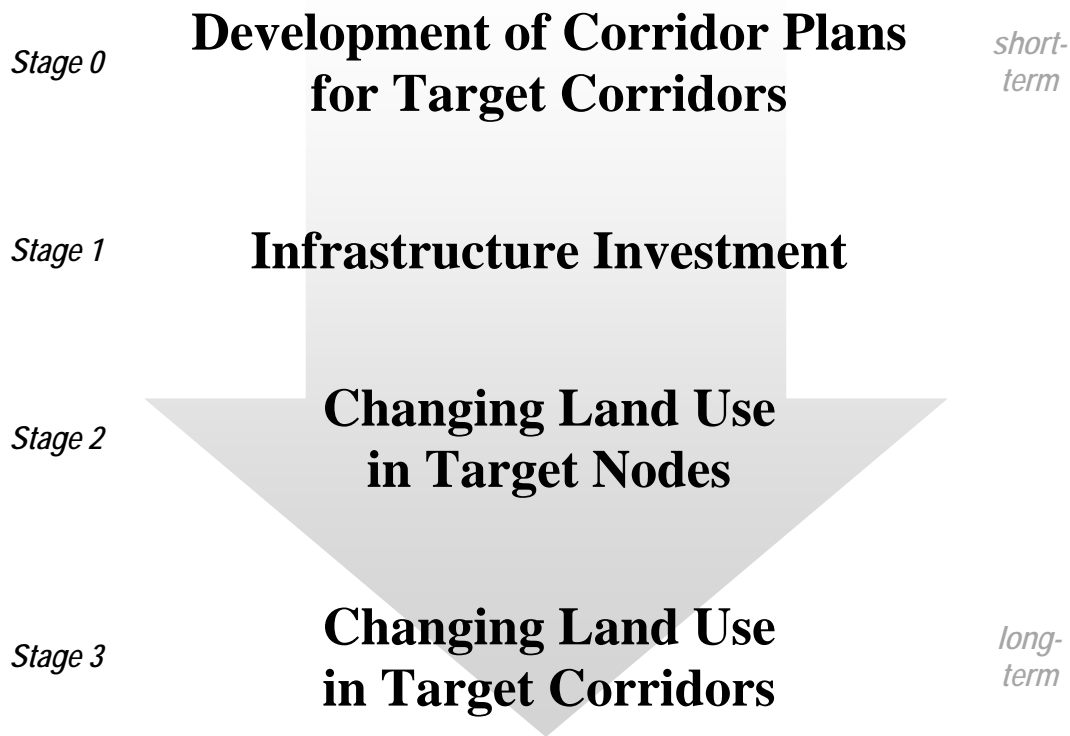 Stage 0
Development of Corridor Plans
for Target Corridors
short-
term
Stage 1
Infrastructure Investment
Stage 2
Changing Land Use
in Target Nodes
Stage 3
Changing Land Use
in Target Corridors
long-
term